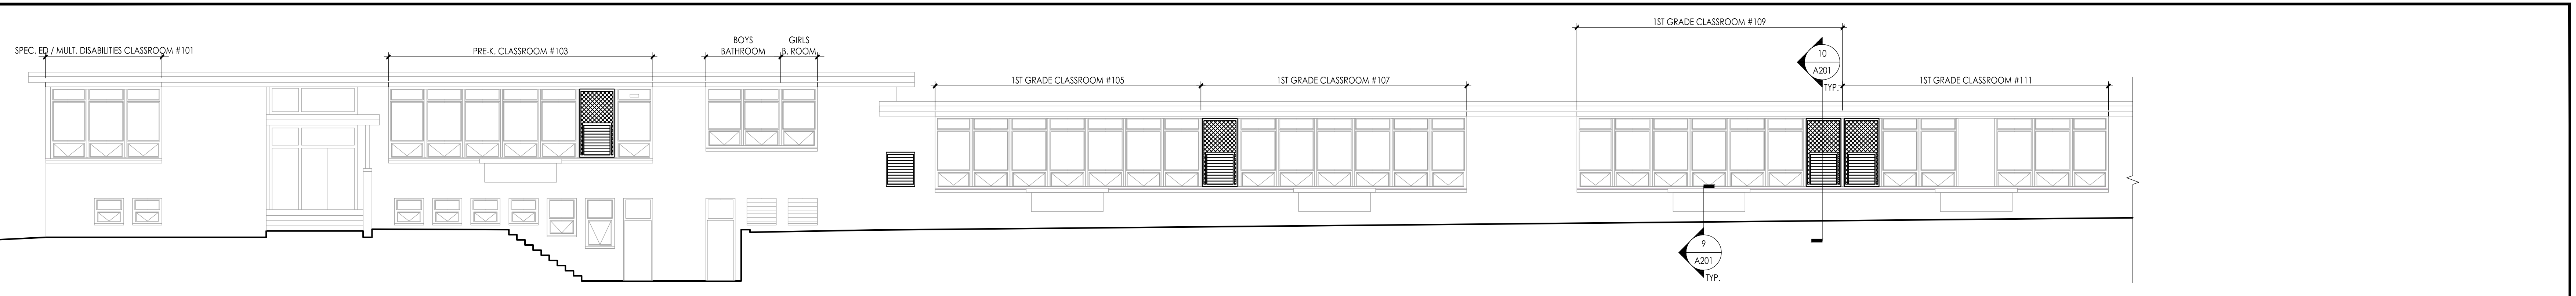 SPEC. ED / MULT. DISABILITIES CLASSROOM #101
PRE-K. CLASSROOM #103
BOYS
BATHROOM
GIRLS
B. ROOM
1ST GRADE CLASSROOM #105
1ST GRADE CLASSROOM #107
1ST GRADE CLASSROOM #109
10
A201
TYP.
1ST GRADE CLASSROOM #111
9
A201
TYP.